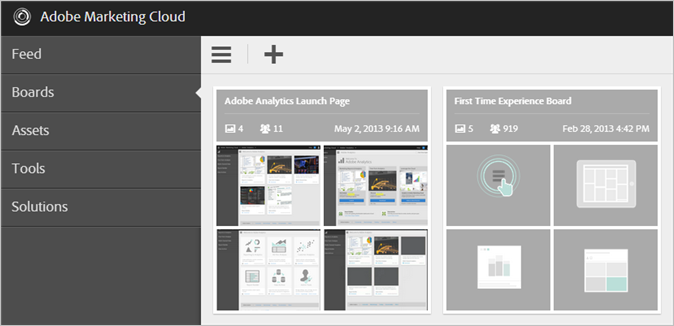 Adobe Marketing Cloud
Feed
Boards
Assets
Tools
Solutions
Adobe Analytics Launch Page
4 11 May 2, 2013 9:16 AM
First Time Experience Board
5 919 Feb 28, 2013 4:42 PM